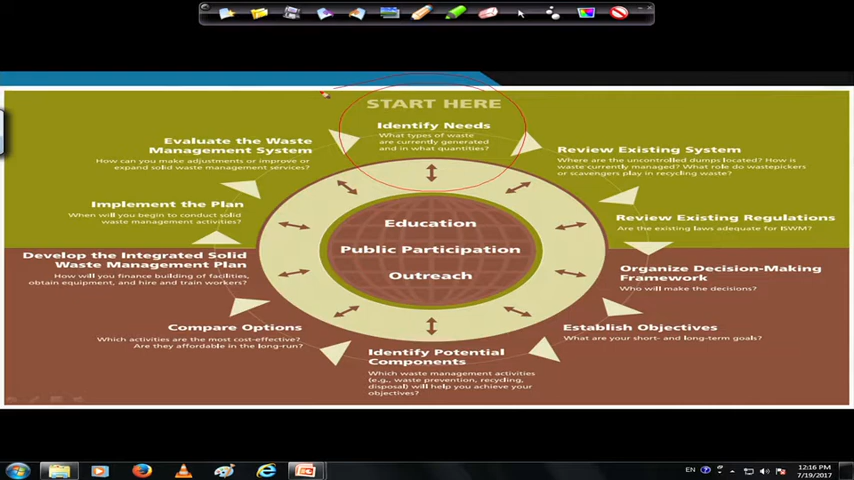 START HERE
Identify Needs
What types of waste
are currently generated
and in what quantities?
Review Existing System
Where are the uncontrolled dumps located? How is
waste currently managed? What role do wastepickers
or scavengers play in recycling waste?
Review Existing Regulations
Are the existing laws adequate for ISWM?
Organize Decision-Making
Framework
Who will make the decisions?
Establish Objectives
What are your short- and long-term goals?
Identify Potential
Components
Which waste management activities
(e.g., waste prevention, recycling,
disposal) will help you achieve your
objectives?
Compare Options
Which activities are the most cost-effective?
Are they affordable in the long-run?
Develop the Integrated Solid
Waste Management Plan
How will you finance building of facilities,
obtain equipment, and hire and train workers?
Implement the Plan
When will you begin to conduct solid
waste management activities?
Evaluate the Waste
Management System
How can you make adjustments or improve or
expand solid waste management services?
Education
Public Participation
Outreach
EN
12:16 PM
7/19/2017